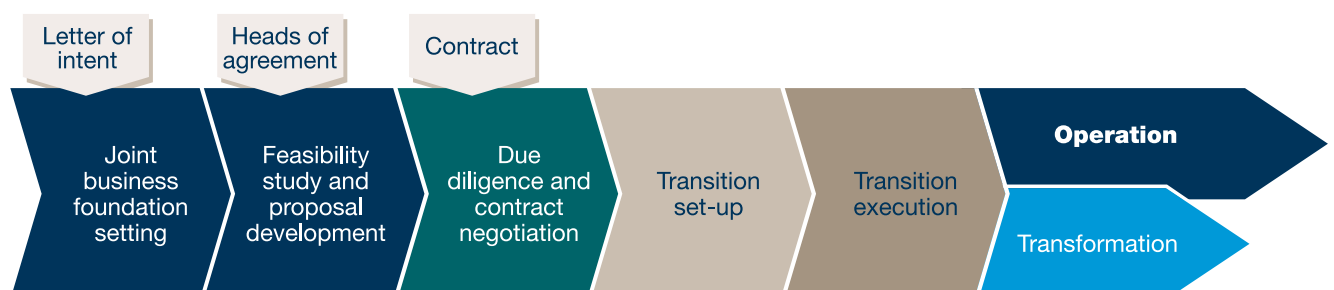 Letter of
intent
Heads of
agreement
Contract
Joint
business
foundation
setting
Feasibility
study and
proposal
development
Due
diligence and
contract
negotiation
Transition
set-up
Transition
execution
Operation
Transformation